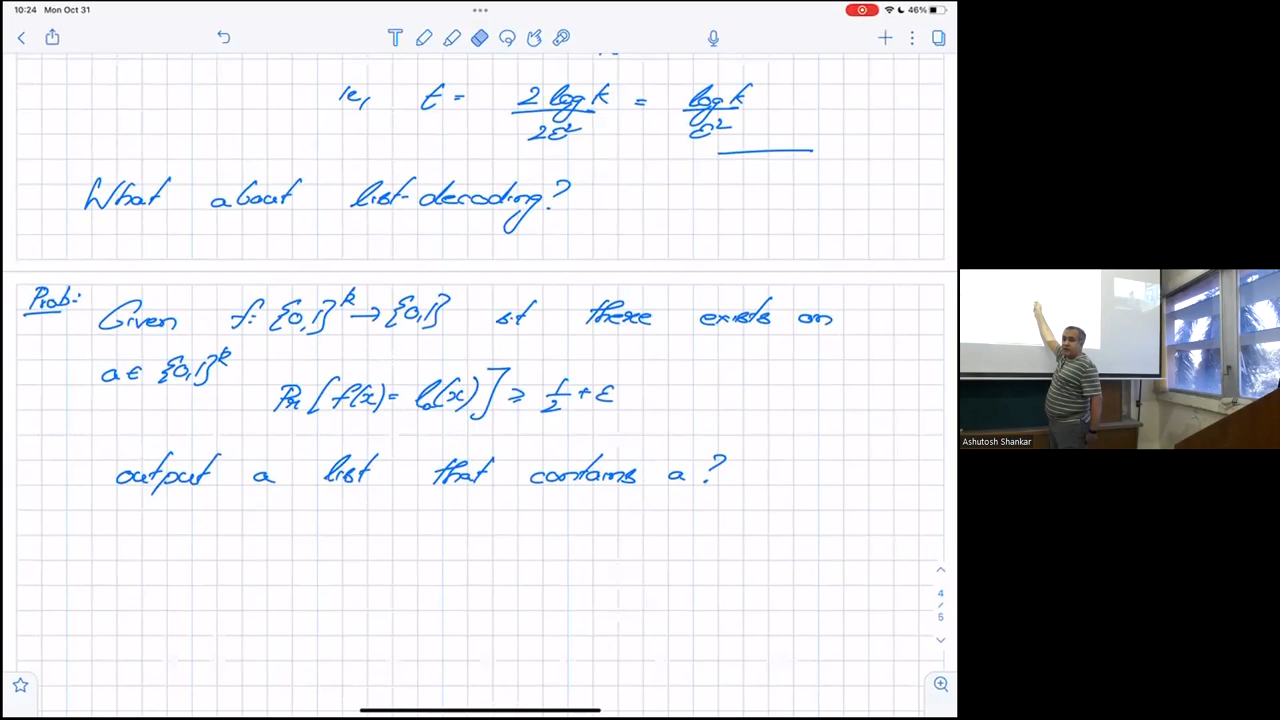 10:24 Mon Oct 31
46%
ie, t = 2 log k / 2ε² = log k / ε²
What about list-decoding?
Prob:
Given f: {0,1}^k → {0,1} s.t there exists an
a ∈ {0,1}^k
Pr[f(x) = l_a(x)] ≥ 1/2 + ε
output a list that contains a?
4
/
5
Ashutosh Shankar